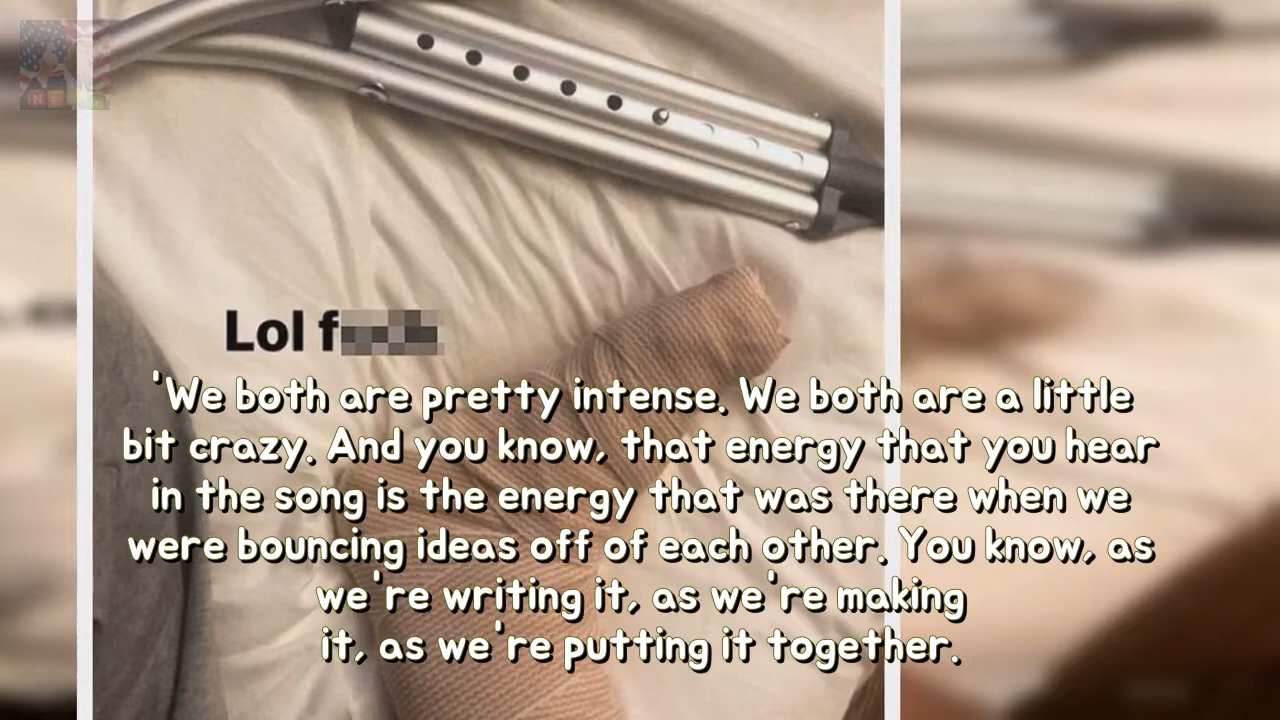 Lol f
'We both are pretty intense. We both are a little
bit crazy. And you know, that energy that you hear
in the song is the energy that was there when we
were bouncing ideas off of each other. You know, as
we're writing it, as we're making
it, as we're putting it together.